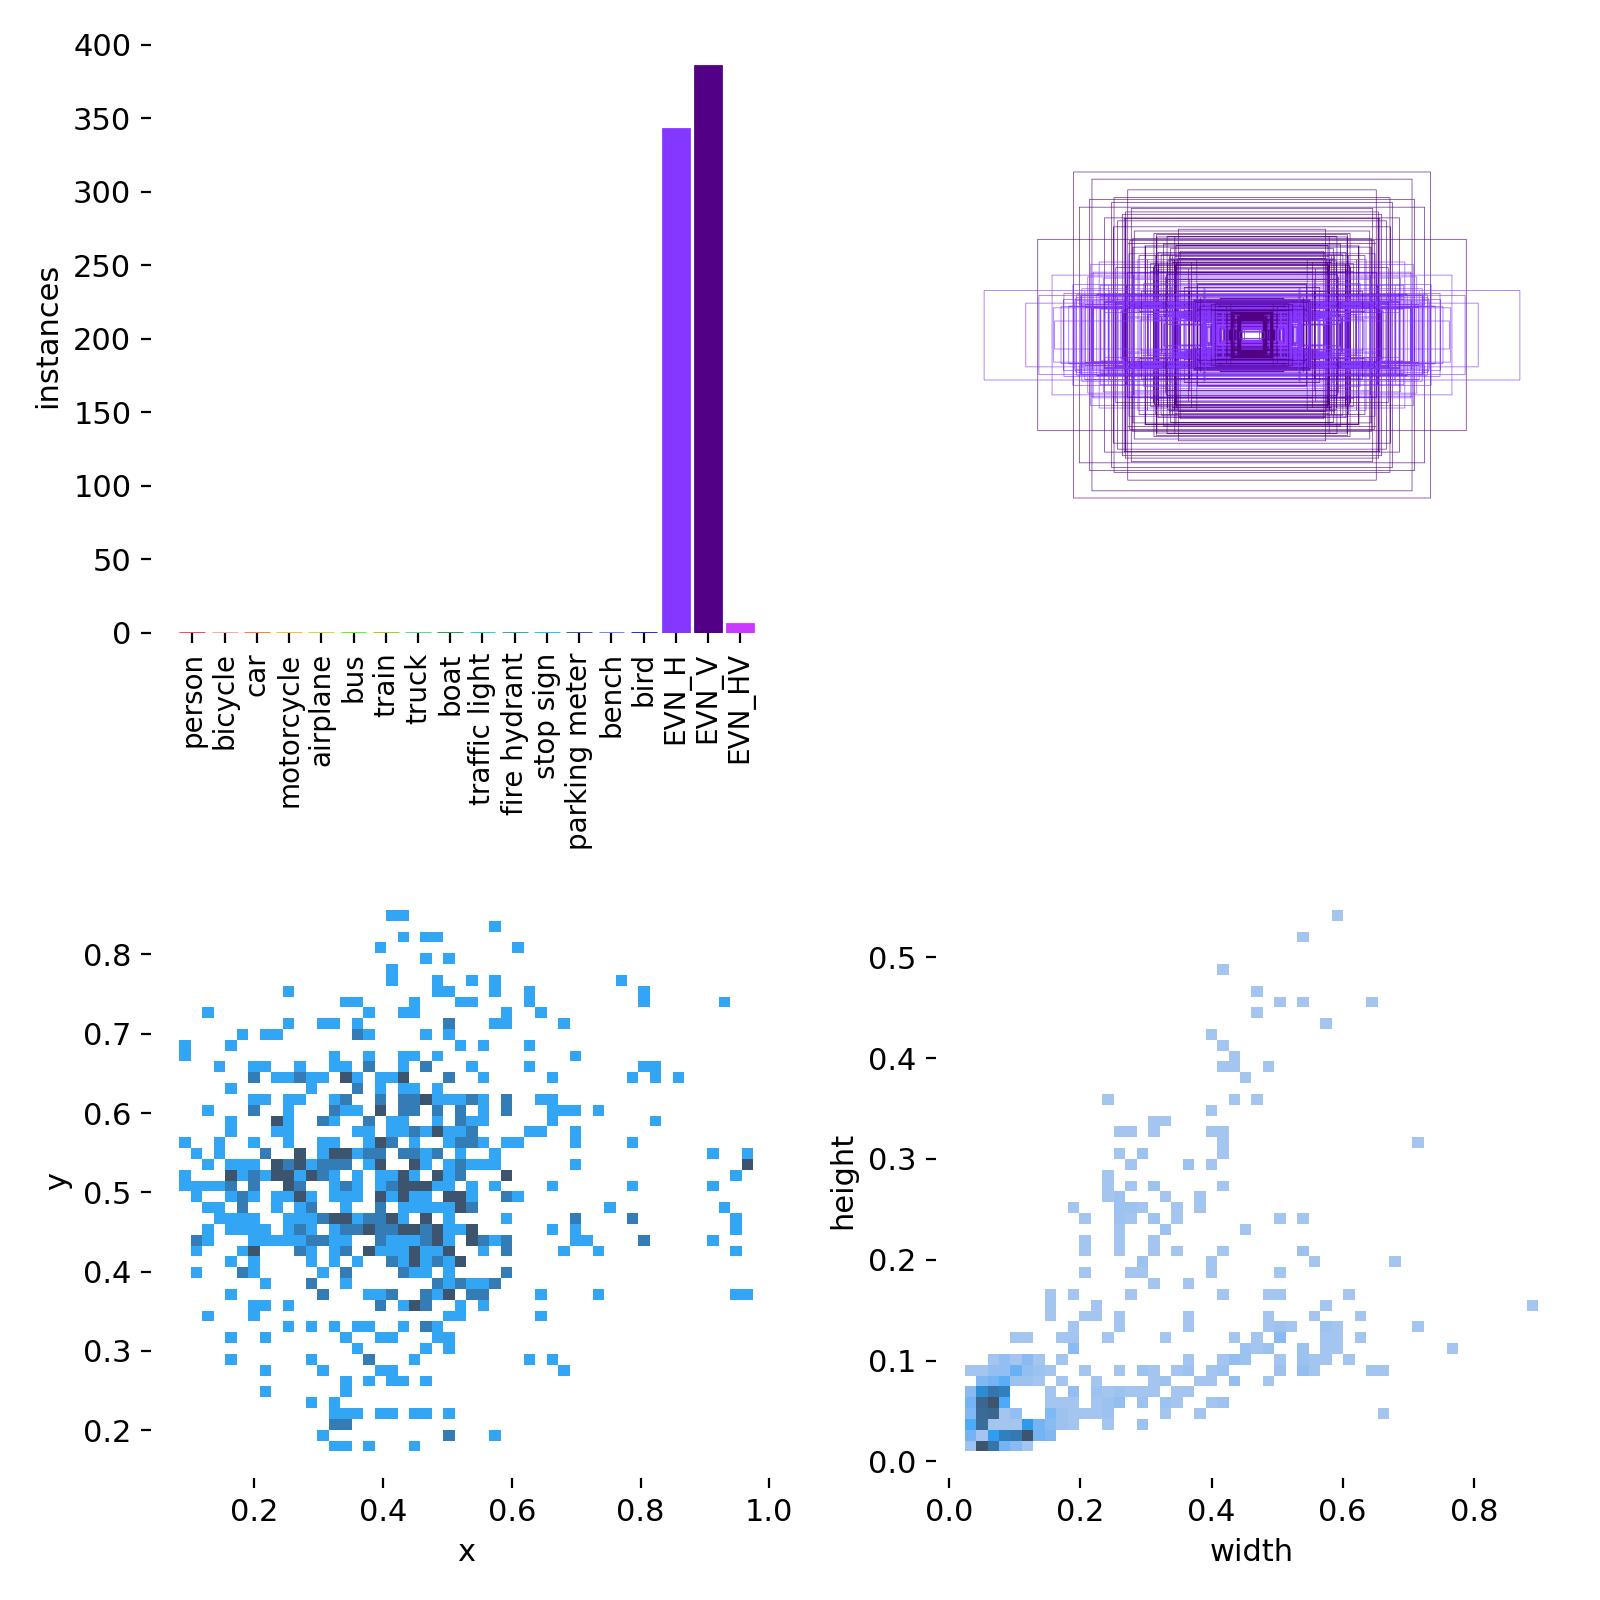 400
350
300
250
200
150
100
50
0
instances
person
bicycle
car
motorcycle
airplane
bus
train
truck
boat
traffic light
fire hydrant
stop sign
parking meter
bench
bird
EVN_H
EVN_V
EVN_HV
0.8
0.7
0.6
0.5
0.4
0.3
0.2
y
0.2 0.4 0.6 0.8 1.0
x
0.5
0.4
0.3
0.2
0.1
0.0
height
0.0 0.2 0.4 0.6 0.8
width